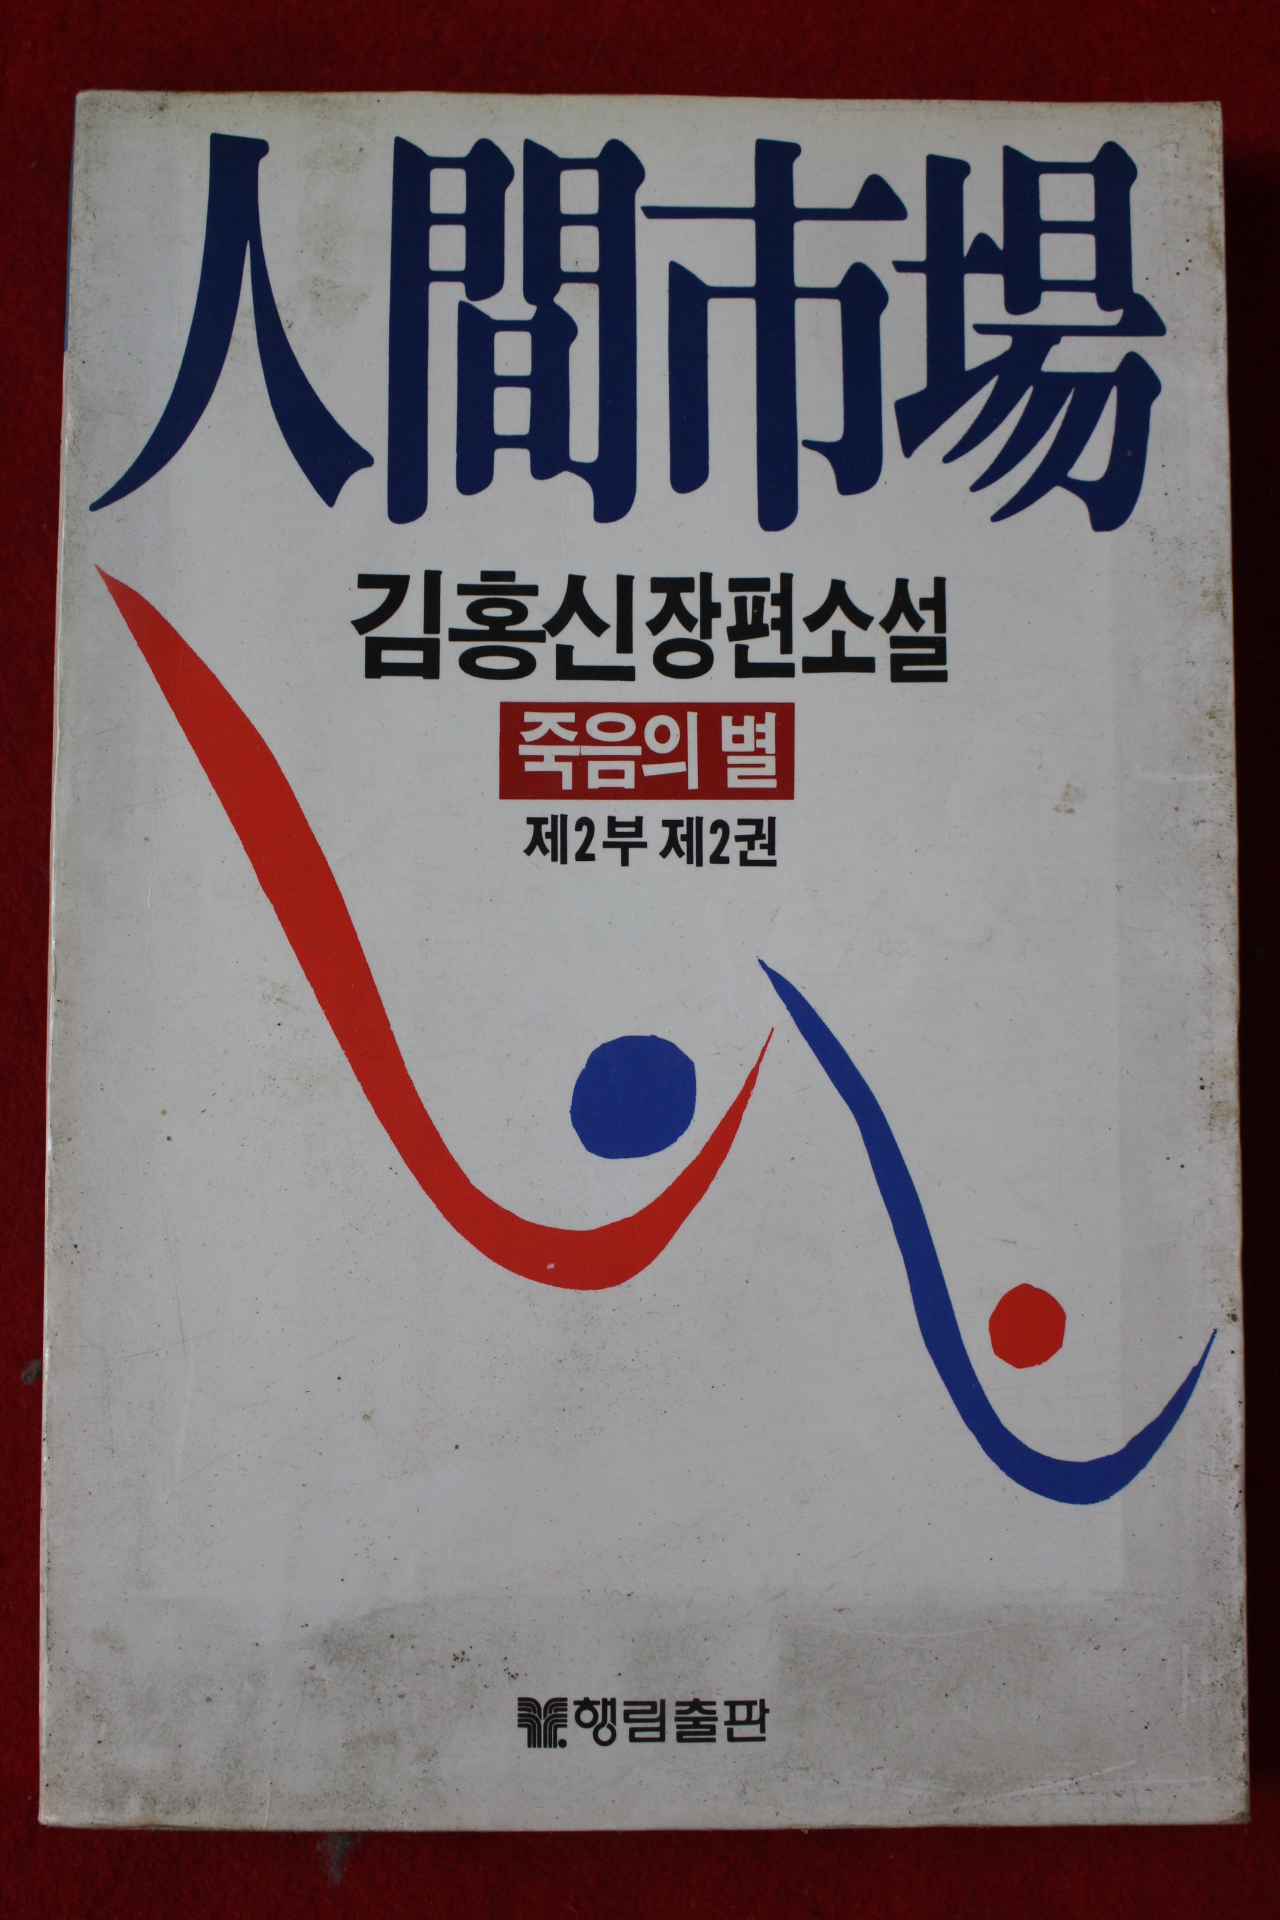 人間市場
김홍신장편소설
죽음의 별
제2부 제2권
행림출판